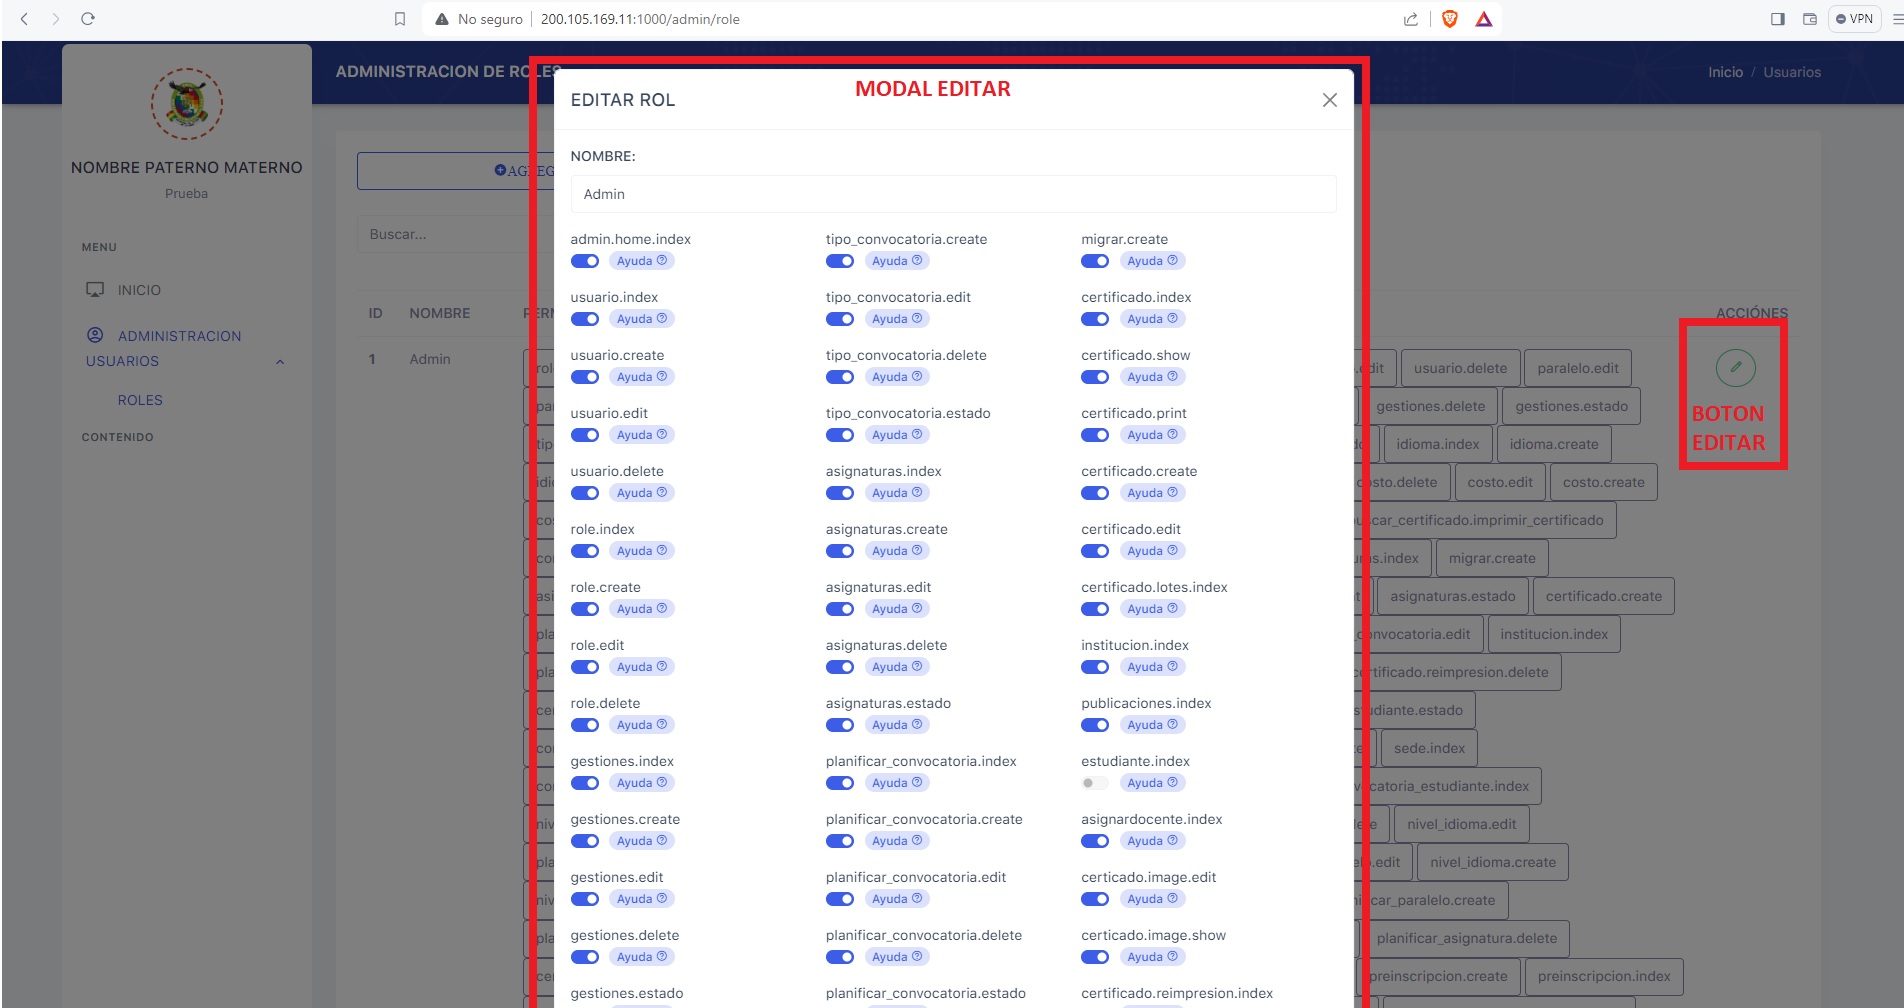 No seguro 200.105.169.11:1000/admin/role
VPN
ADMINISTRACION DE ROLES
Inicio / Usuarios
MODAL EDITAR
EDITAR ROL
NOMBRE PATERNO MATERNO
Prueba
MENU
INICIO
ADMINISTRACION
USUARIOS
ROLES
CONTENIDO
Buscar...
ID NOMBRE
ACCIÓNES
1 Admin
NOMBRE:
Admin
admin.home.index tipo_convocatoria.create migrar.create
Ayuda Ayuda Ayuda
usuario.index tipo_convocatoria.edit certificado.index
Ayuda Ayuda Ayuda
usuario.create tipo_convocatoria.delete certificado.show
Ayuda Ayuda Ayuda
usuario.edit tipo_convocatoria.estado certificado.print
Ayuda Ayuda Ayuda
usuario.delete asignaturas.index certificado.create
Ayuda Ayuda Ayuda
role.index asignaturas.create certificado.edit
Ayuda Ayuda Ayuda
role.create asignaturas.edit certificado.lotes.index
Ayuda Ayuda Ayuda
role.edit asignaturas.delete institucion.index
Ayuda Ayuda Ayuda
role.delete asignaturas.estado publicaciones.index
Ayuda Ayuda Ayuda
gestiones.index planificar_convocatoria.index estudiante.index
Ayuda Ayuda Ayuda
gestiones.create planificar_convocatoria.create asignardocente.index
Ayuda Ayuda Ayuda
gestiones.edit planificar_convocatoria.edit certicado.image.edit
Ayuda Ayuda Ayuda
gestiones.delete planificar_convocatoria.delete certicado.image.show
Ayuda Ayuda Ayuda
gestiones.estado planificar_convocatoria.estado certificado.reimpresion.index
usuario.delete paralelo.edit
gestiones.delete gestiones.estado
idioma.index idioma.create
costo.delete costo.edit costo.create
car_certificado.imprimir_certificado
as.index migrar.create
asignaturas.estado certificado.create
onvocatoria.edit institucion.index
ertificado.reimpresion.delete
udiante.estado
sede.index
ocatoria_estudiante.index
nivel_idioma.edit
.edit nivel_idioma.create
car_paralelo.create
planificar_asignatura.delete
preinscripcion.create preinscripcion.index
BOTON
EDITAR